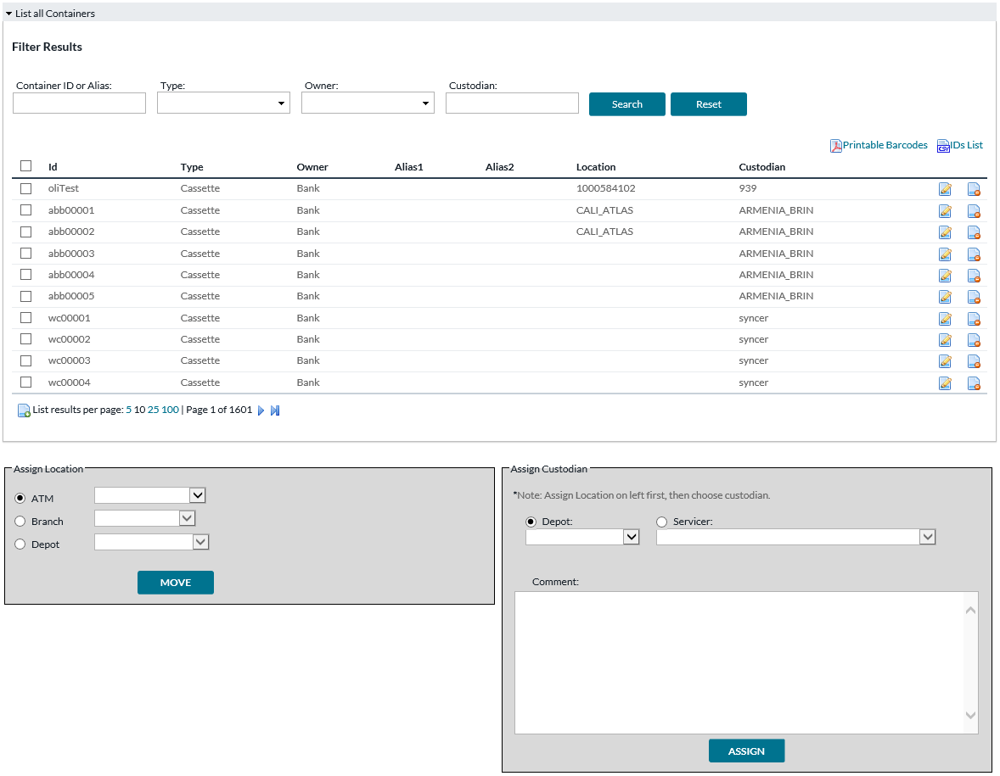 List all Containers
Filter Results
Container ID or Alias: Type: Owner: Custodian:
Search Reset
Printable Barcodes CSV IDs List
Id Type Owner Alias1 Alias2 Location Custodian
oliTest Cassette Bank 1000584102 939
abb00001 Cassette Bank CALI_ATLAS ARMENIA_BRIN
abb00002 Cassette Bank CALI_ATLAS ARMENIA_BRIN
abb00003 Cassette Bank ARMENIA_BRIN
abb00004 Cassette Bank ARMENIA_BRIN
abb00005 Cassette Bank ARMENIA_BRIN
wc00001 Cassette Bank syncer
wc00002 Cassette Bank syncer
wc00003 Cassette Bank syncer
wc00004 Cassette Bank syncer
List results per page: 5 10 25 100 | Page 1 of 1601
Assign Location
ATM
Branch
Depot
MOVE
Assign Custodian
*Note: Assign Location on left first, then choose custodian.
Depot: Servicer:
Comment:
ASSIGN